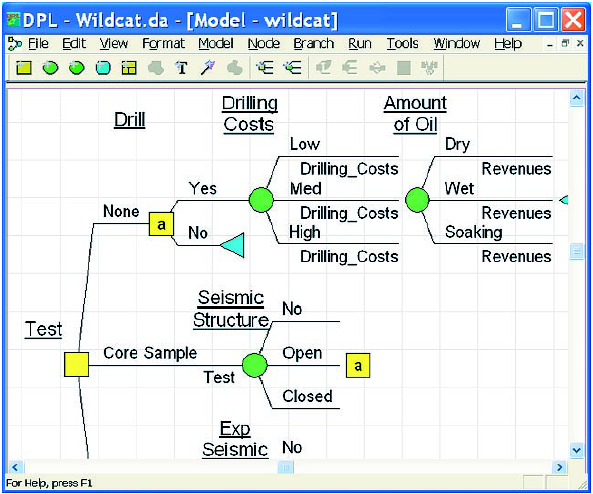 DPL - Wildcat.da - [Model - wildcat]
File Edit View Format Model Node Branch Run Tools Window Help
T
Drill
Drilling
Costs
Amount
of Oil
Low
Dry
Drilling_Costs
Revenues
None
Yes
Med
Wet
a
Drilling_Costs
Revenues
No
High
Soaking
Drilling_Costs
Revenues
Seismic
Structure
No
Test
Core Sample
Open
Test
a
Closed
Exp
Seismic
No
For Help, press F1